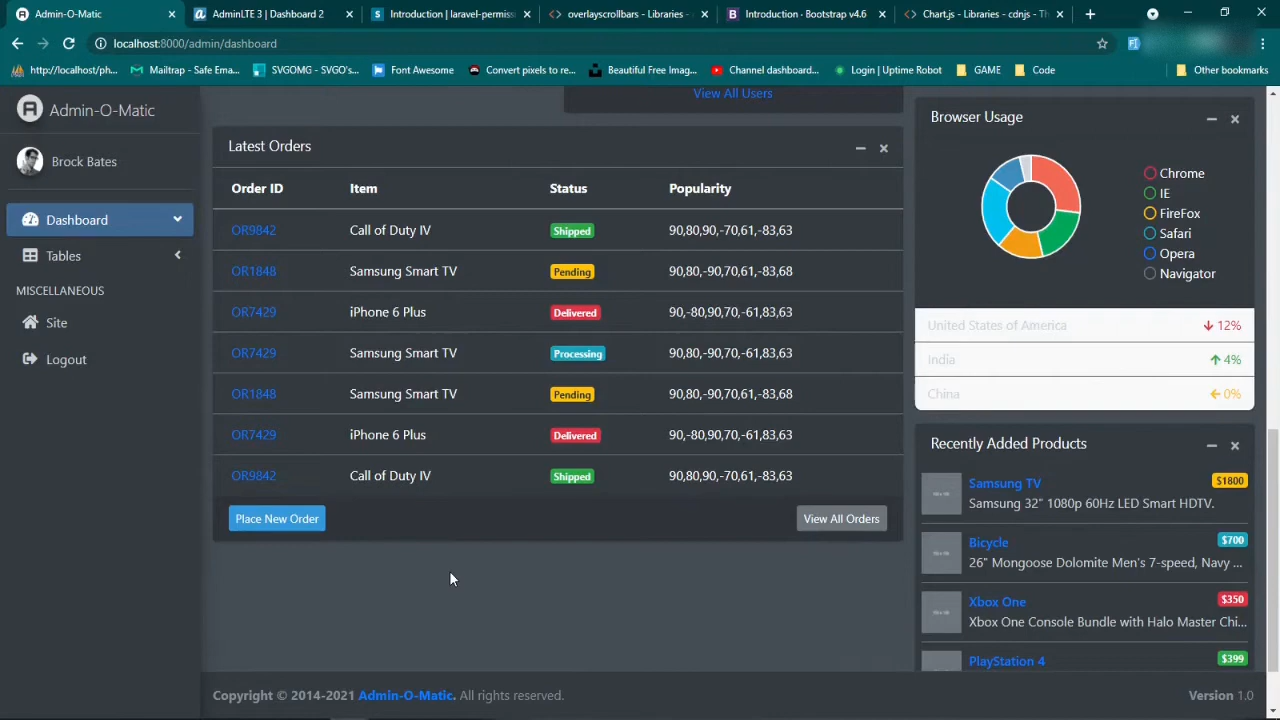 Admin-O-Matic
AdminLTE 3 | Dashboard 2
Introduction | laravel-permiss...
overlayscrollbars - Libraries -
Introduction · Bootstrap v4.6
Chart.js - Libraries - cdnjs - Th
localhost:8000/admin/dashboard
http://localhost/ph...
Mailtrap - Safe Ema...
SVGOMG - SVGO's...
Font Awesome
Convert pixels to re...
Beautiful Free Imag...
Channel dashboard...
Login | Uptime Robot
GAME
Code
Other bookmarks
Admin-O-Matic
Brock Bates
Dashboard
Tables
MISCELLANEOUS
Site
Logout
View All Users
Latest Orders
Order ID Item Status Popularity
OR9842 Call of Duty IV Shipped 90,80,90,-70,61,-83,63
OR1848 Samsung Smart TV Pending 90,80,-90,70,61,-83,68
OR7429 iPhone 6 Plus Delivered 90,-80,90,70,-61,83,63
OR7429 Samsung Smart TV Processing 90,80,-90,70,-61,83,63
OR1848 Samsung Smart TV Pending 90,80,-90,70,61,-83,68
OR7429 iPhone 6 Plus Delivered 90,-80,90,70,-61,83,63
OR9842 Call of Duty IV Shipped 90,80,90,-70,61,-83,63
Place New Order
View All Orders
Browser Usage
Chrome
IE
FireFox
Safari
Opera
Navigator
United States of America 12%
India 4%
China 0%
Recently Added Products
Samsung TV $1800
Samsung 32" 1080p 60Hz LED Smart HDTV.
Bicycle $700
26" Mongoose Dolomite Men's 7-speed, Navy ...
Xbox One $350
Xbox One Console Bundle with Halo Master Chi...
PlayStation 4 $399
Copyright © 2014-2021 Admin-O-Matic. All rights reserved.
Version 1.0